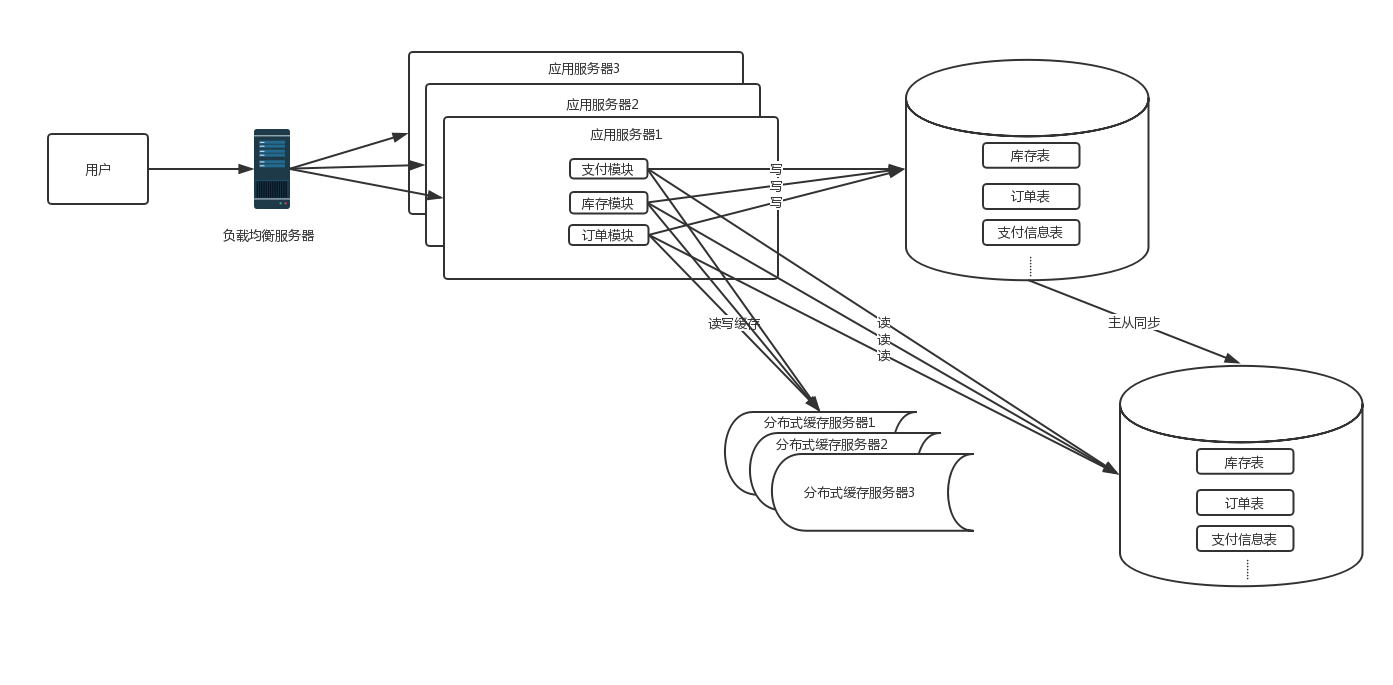 用户
负载均衡服务器
应用服务器3
应用服务器2
应用服务器1
支付模块
库存模块
订单模块
写
写
写
库存表
订单表
支付信息表
读写缓存
读
读
读
主从同步
分布式缓存服务器1
分布式缓存服务器2
分布式缓存服务器3
库存表
订单表
支付信息表